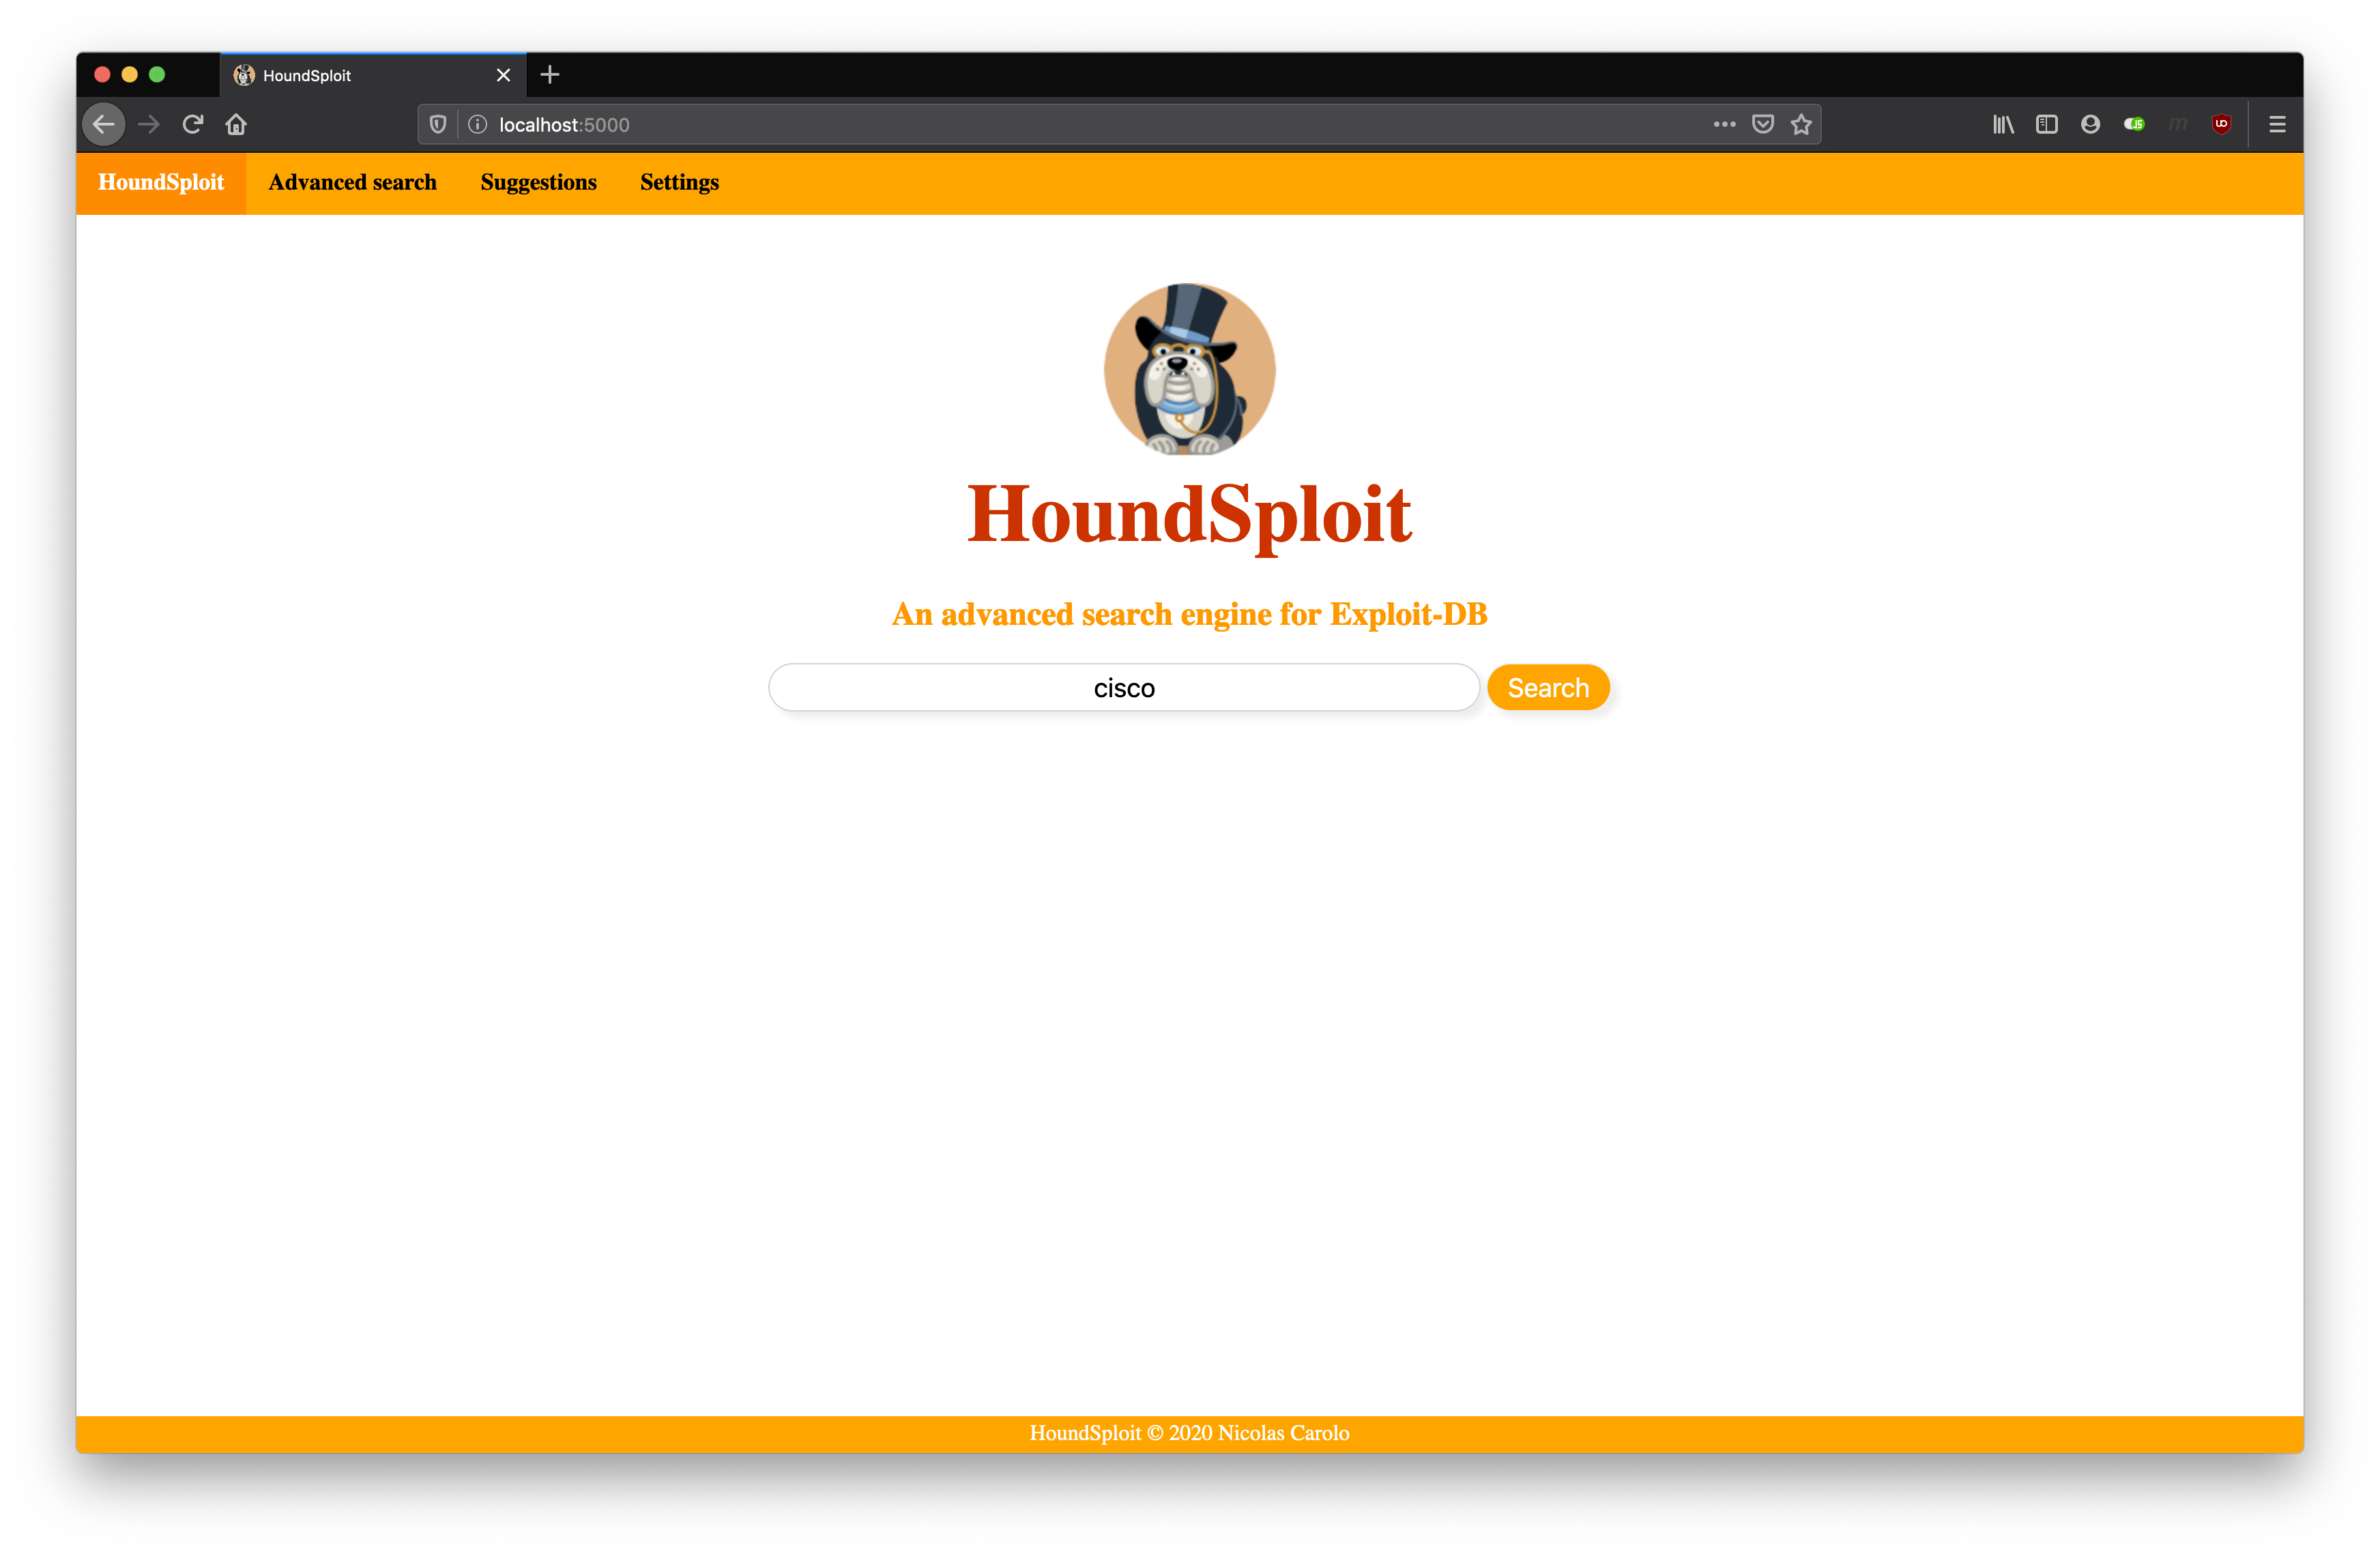 HoundSploit
localhost:5000
HoundSploit Advanced search Suggestions Settings
HoundSploit
An advanced search engine for Exploit-DB
cisco Search
HoundSploit © 2020 Nicolas Carolo